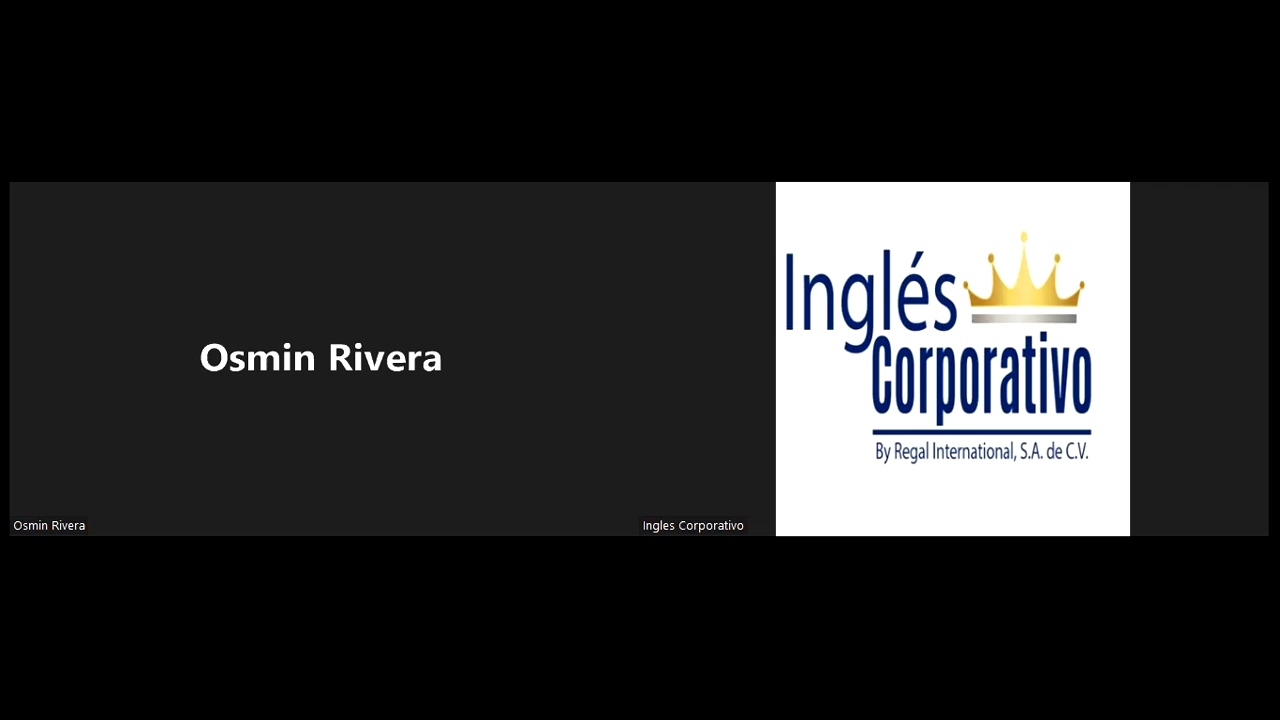 Osmin Rivera
Inglés
Corporativo
By Regal International, S.A. de C.V.
Osmin Rivera
Ingles Corporativo